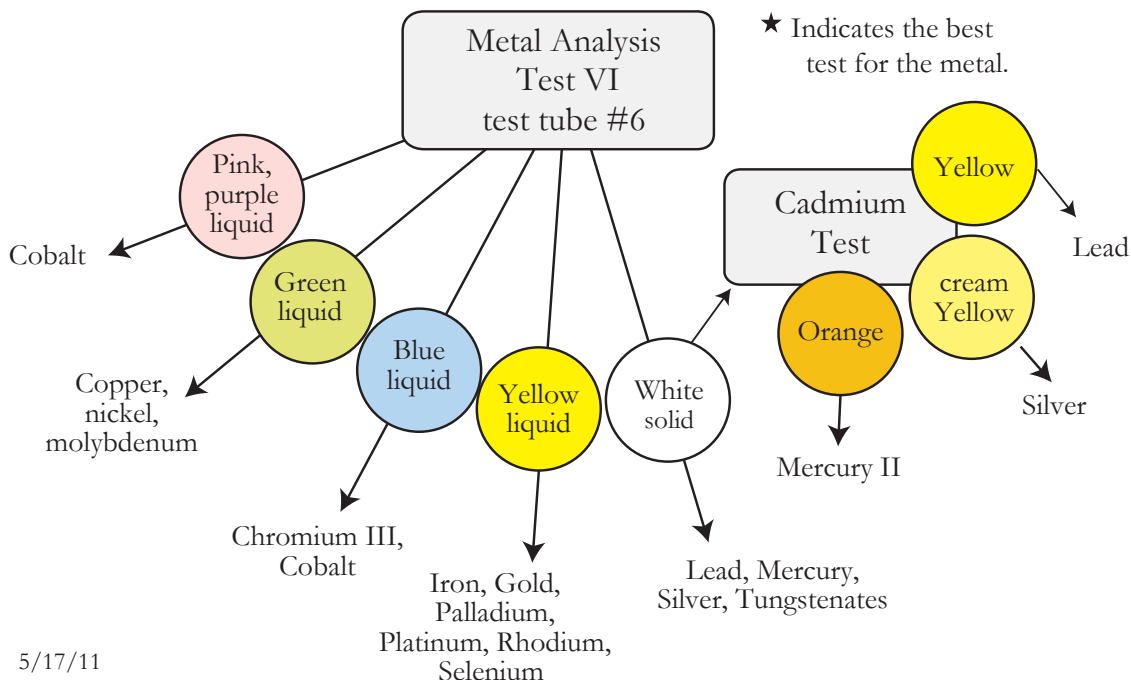 Metal Analysis
Test VI
test tube #6
★ Indicates the best
test for the metal.
Pink,
purple
liquid
Cobalt
Green
liquid
Copper,
nickel,
molybdenum
Blue
liquid
Chromium III,
Cobalt
Yellow
liquid
Iron, Gold,
Palladium,
Platinum, Rhodium,
Selenium
White
solid
Lead, Mercury,
Silver, Tungstenates
Cadmium
Test
Yellow
Lead
cream
Yellow
Silver
Orange
Mercury II
5/17/11